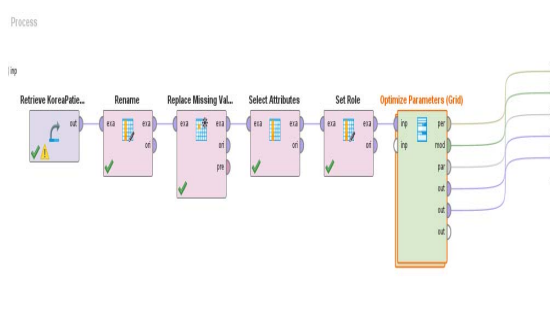 Process
inp
Retrieve KoreaPatie...
Rename
Replace Missing Val...
Select Attributes
Set Role
Optimize Parameters (Grid)
out
exa exa
ori
exa exa
ori
pre
exa exa
ori
exa exa
ori
inp per
inp mod
par
out
out
out